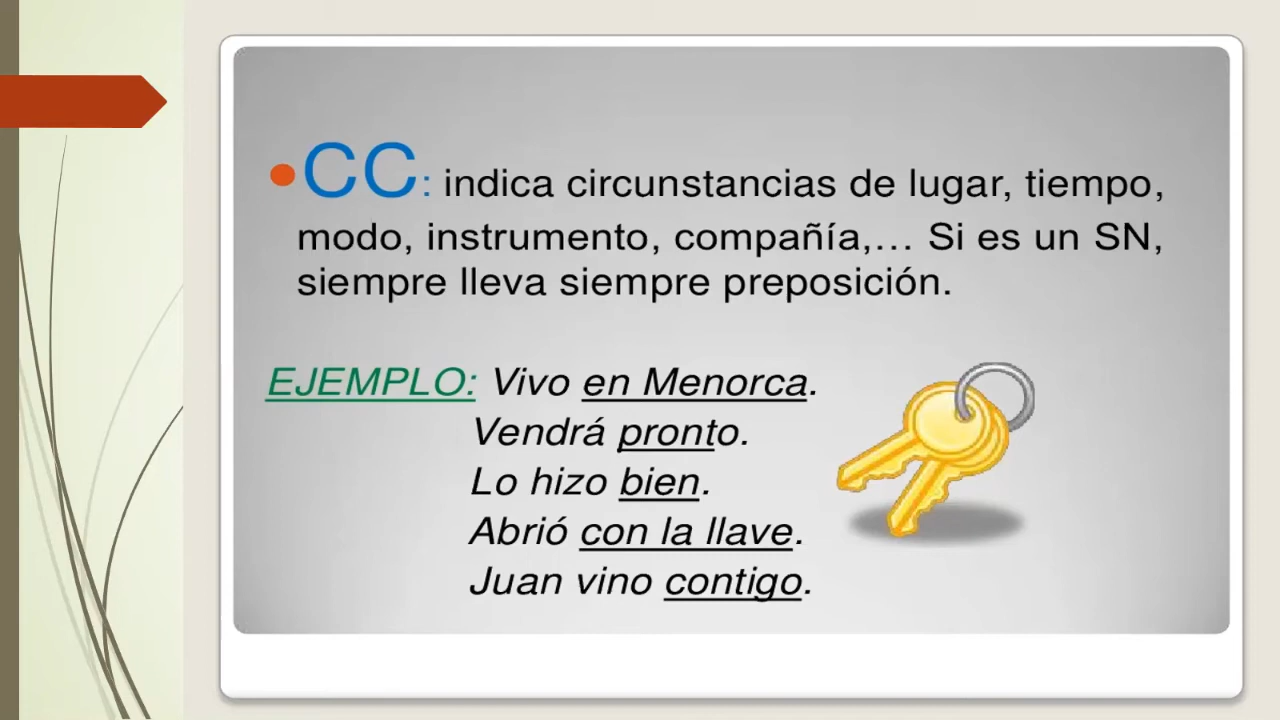 •CC: indica circunstancias de lugar, tiempo,
modo, instrumento, compañía,… Si es un SN,
siempre lleva siempre preposición.
EJEMPLO: Vivo en Menorca.
Vendrá pronto.
Lo hizo bien.
Abrió con la llave.
Juan vino contigo.